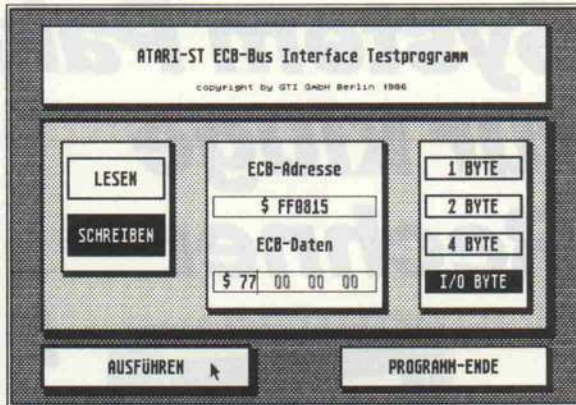 ATARI-ST ECB-Bus Interface Testprogramm
copyright by GTI GmbH Berlin 1986
LESEN
SCHREIBEN
ECB-Adresse
$ FF0815
ECB-Daten
$ 77 00 00 00
1 BYTE
2 BYTE
4 BYTE
I/O BYTE
AUSFÜHREN
PROGRAMM-ENDE